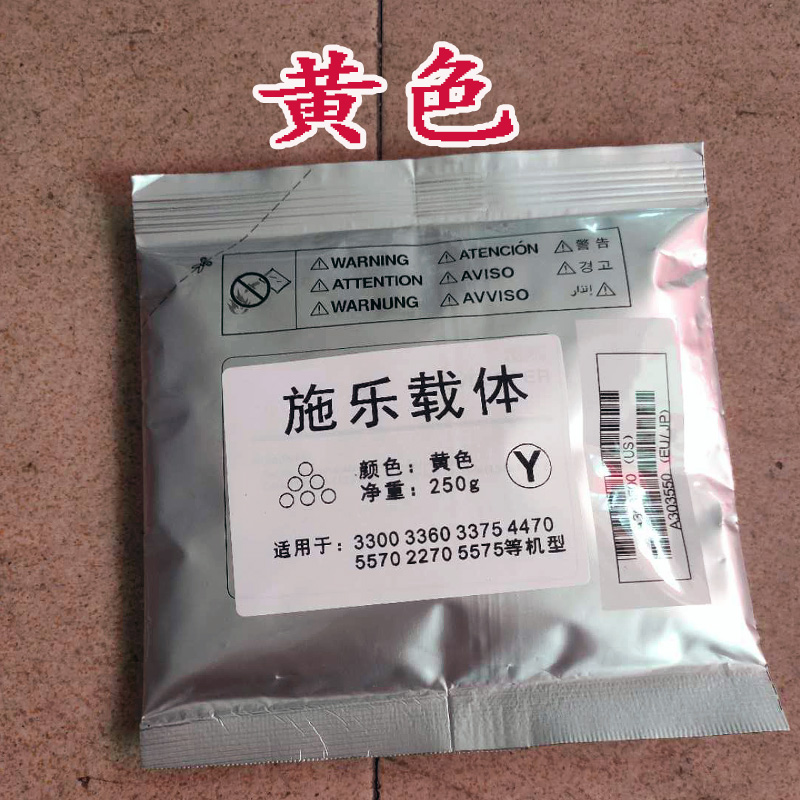 黄色
WARNING
ATENCIÓN
警告
ATTENTION
AVISO
경고
WARNUNG
AVVISO
إنذار
施乐载体
颜色：黄色
净重：250g
Y
适用于：3300 3360 3375 4470
5570 2270 5575等机型
(US)
A303550 (EU/JP)